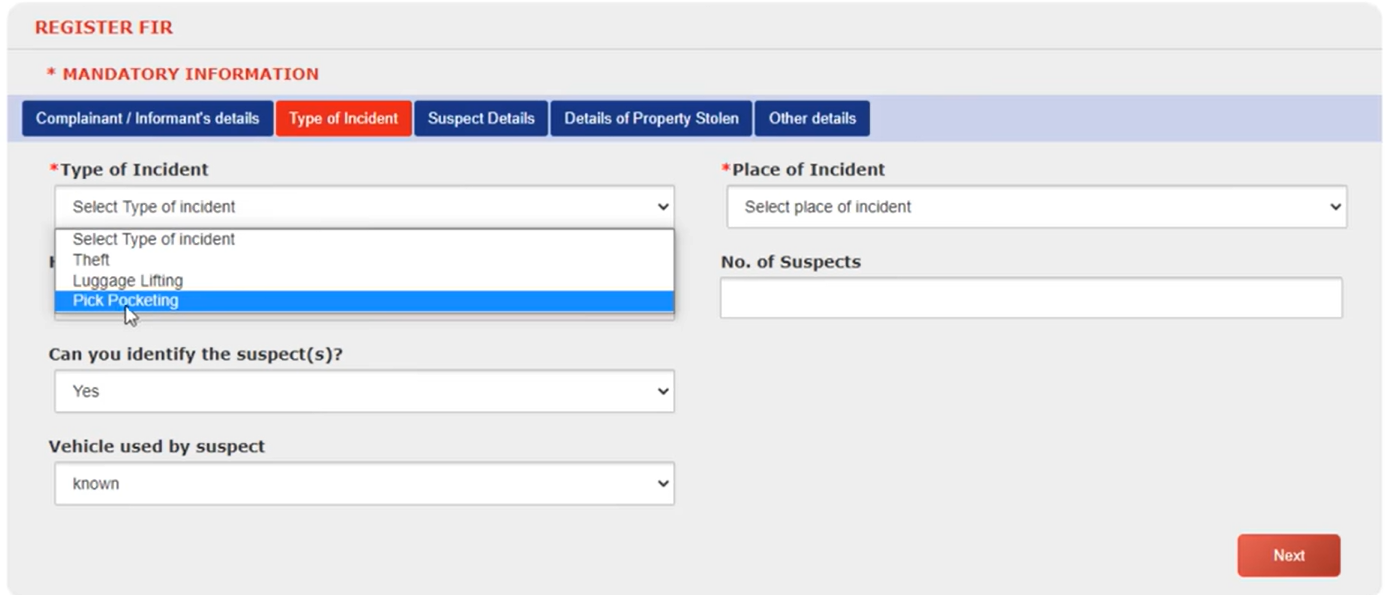 REGISTER FIR
* MANDATORY INFORMATION
Complainant / Informant's details Type of Incident Suspect Details Details of Property Stolen Other details
*Type of Incident *Place of Incident
Select Type of incident Select place of incident
Select Type of incident
Theft
Luggage Lifting
Pick Pocketing
No. of Suspects
Can you identify the suspect(s)?
Yes
Vehicle used by suspect
known
Next